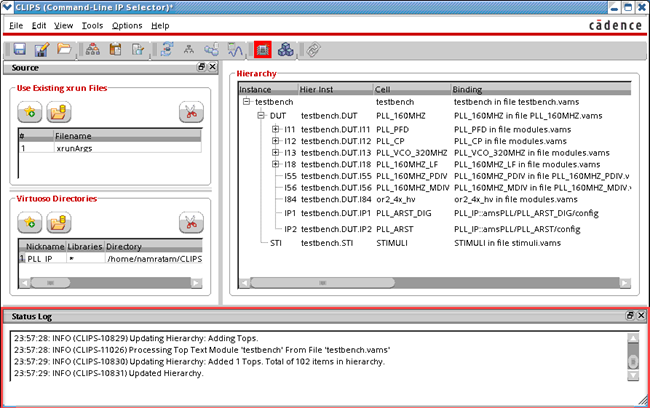 CLIPS (Command-Line IP Selector)*
File Edit View Tools Options Help
cādence
Source
Use Existing xrun Files
# Filename
1 xrunArgs
Virtuoso Directories
Nickname Libraries Directory
1 PLL_IP * /home/namratam/CLIPS
Hierarchy
Instance Hier Inst Cell Binding
testbench testbench testbench in file testbench.vams
DUT testbench.DUT PLL_160MHZ PLL_160MHZ in file PLL_160MHZ.vams
I11 testbench.DUT.I11 PLL_PFD PLL_PFD in file modules.vams
I12 testbench.DUT.I12 PLL_CP PLL_CP in file modules.vams
I13 testbench.DUT.I13 PLL_VCO_320MHZ PLL_VCO_320MHZ in file modules.vams
I18 testbench.DUT.I18 PLL_160MHZ_LF PLL_160MHZ_LF in file modules.vams
I55 testbench.DUT.I55 PLL_160MHZ_PDIV PLL_160MHZ_PDIV in file PLL_160MHZ_PDIV.v
I56 testbench.DUT.I56 PLL_160MHZ_MDIV PLL_160MHZ_MDIV in file PLL_160MHZ_MDIV.v
I84 testbench.DUT.I84 or2_4x_hv or2_4x_hv in file modules.vams
IP1 testbench.DUT.IP1 PLL_ARST_DIG PLL_IP::amsPLL/PLL_ARST_DIG/config
IP2 testbench.DUT.IP2 PLL_ARST PLL_IP::amsPLL/PLL_ARST/config
STI testbench.STI STIMULI STIMULI in file stimuli.vams
Status Log
23:57:28: INFO (CLIPS-10829) Updating Hierarchy: Adding Tops.
23:57:28: INFO (CLIPS-11026) Processing Top Text Module 'testbench' From File 'testbench.vams'
23:57:29: INFO (CLIPS-10830) Updating Hierarchy: Added 1 Tops. Total of 102 items in hierarchy.
23:57:29: INFO (CLIPS-10831) Updated Hierarchy.